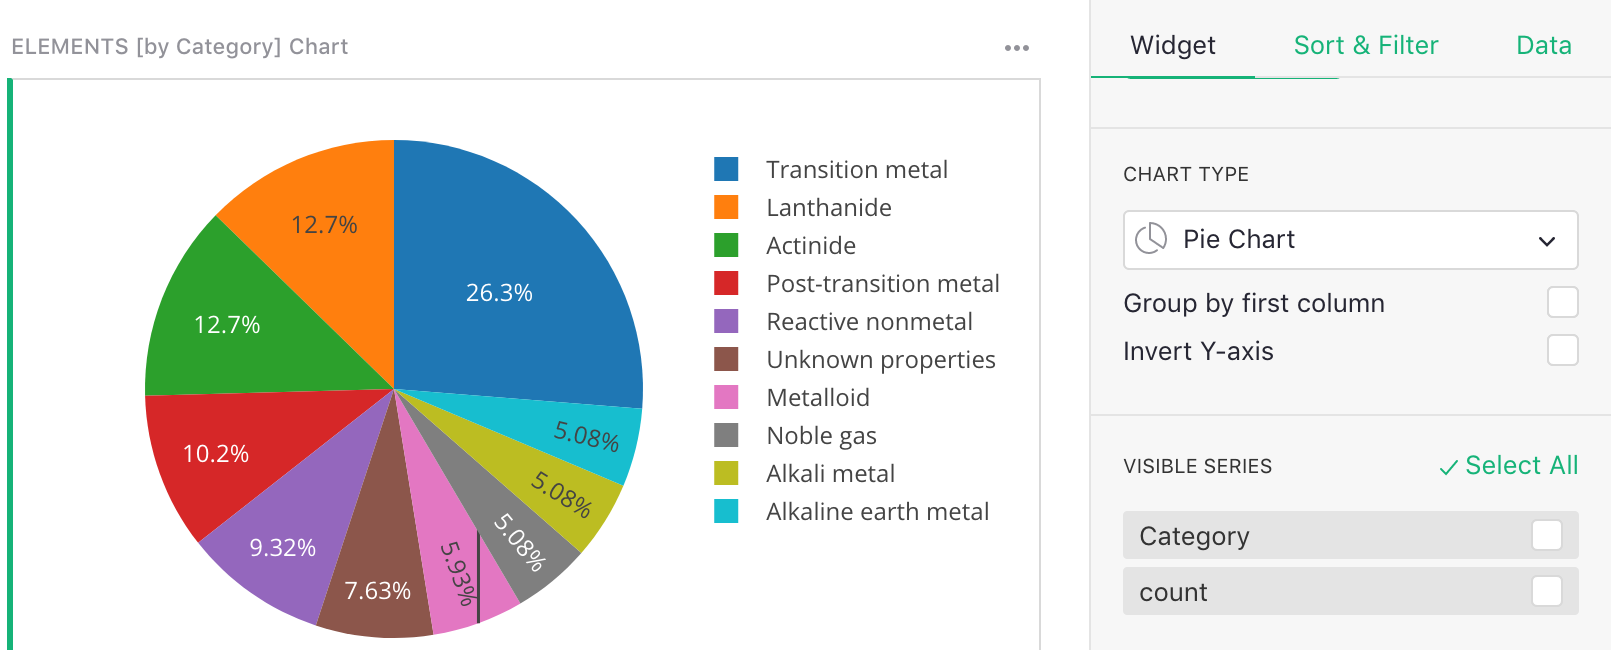 ELEMENTS [by Category] Chart
Widget
Sort & Filter
Data
CHART TYPE
Pie Chart
Group by first column
Invert Y-axis
VISIBLE SERIES
Select All
Category
count
Transition metal
Lanthanide
Actinide
Post-transition metal
Reactive nonmetal
Unknown properties
Metalloid
Noble gas
Alkali metal
Alkaline earth metal
12.7%
26.3%
12.7%
5.08%
10.2%
5.08%
9.32%
5.08%
5.93%
7.63%